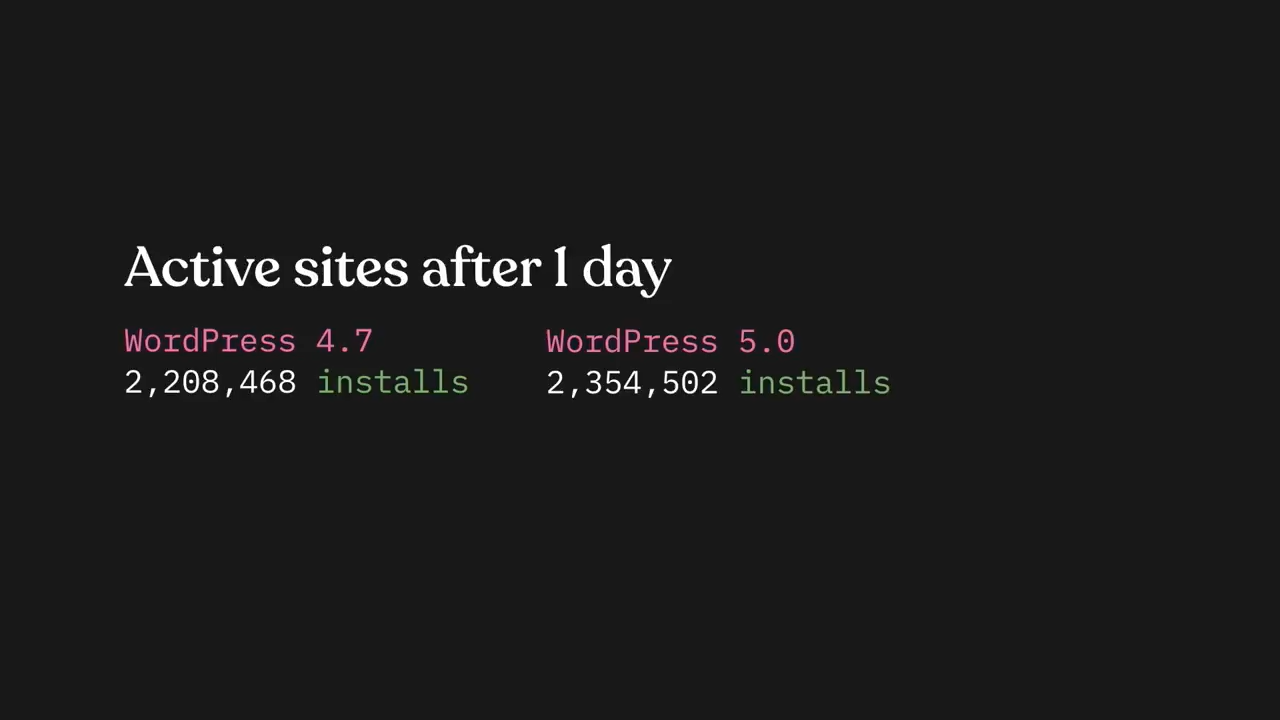 Active sites after 1 day
WordPress 4.7
2,208,468 installs
WordPress 5.0
2,354,502 installs